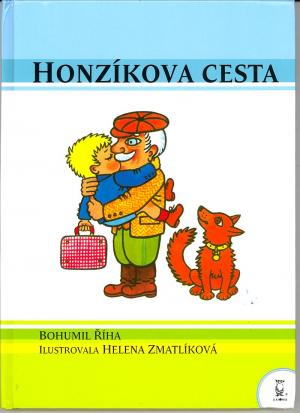 HONZÍKOVA CESTA
BOHUMIL ŘÍHA
ILUSTROVALA HELENA ZMATLÍKOVÁ